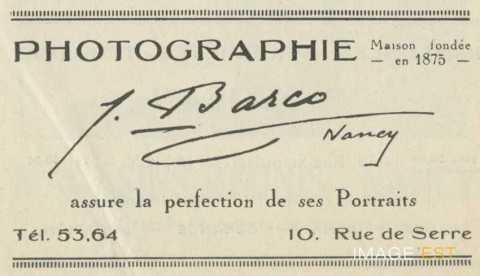 PHOTOGRAPHIE Maison fondée
— en 1875 —
J. Barco
Nancy
assure la perfection de ses Portraits
Tél. 53,64 10, Rue de Serre
IMAGE'EST